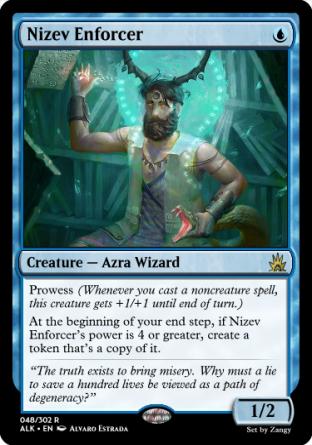 Nizev Enforcer
Creature — Azra Wizard
Prowess (Whenever you cast a noncreature spell,
this creature gets +1/+1 until end of turn.)
At the beginning of your end step, if Nizev
Enforcer's power is 4 or greater, create a
token that's a copy of it.
"The truth exists to bring misery. Why must a lie
to save a hundred lives be viewed as a path of
degeneracy?"
1/2
048/302 R
ALK • EN Alvaro Estrada
Set by Zangy